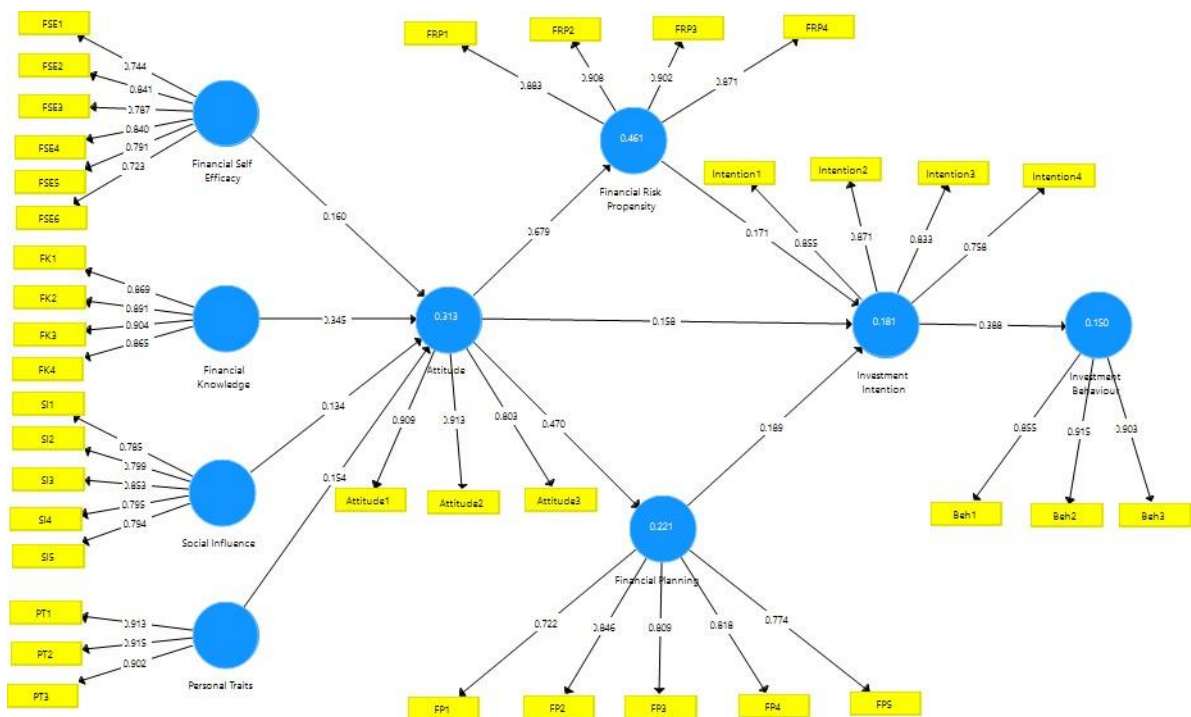 FSE1
FSE2
FSE3
FSE4
FSE5
FSE6
0.744
0.841
0.787
0.840
0.791
0.723
Financial Self
Efficacy
0.160
FK1
FK2
FK3
FK4
0.869
0.891
0.904
0.865
Financial
Knowledge
0.345
SI1
SI2
SI3
SI4
SI5
0.785
0.799
0.853
0.795
0.794
Social Influence
0.134
PT1
PT2
PT3
0.913
0.915
0.902
Personal Traits
0.154
0.313
Attitude
0.909
0.913
0.803
Attitude1
Attitude2
Attitude3
0.679
0.158
0.470
FRP1
FRP2
FRP3
FRP4
0.883
0.908
0.902
0.871
0.461
Financial Risk
Propensity
0.171
0.221
Financial Planning
0.189
0.722
0.846
0.809
0.818
0.774
FP1
FP2
FP3
FP4
FP5
Intention1
Intention2
Intention3
Intention4
0.855
0.871
0.833
0.758
0.181
Investment
Intention
0.388
0.150
Investment
Behaviour
0.855
0.915
0.903
Beh1
Beh2
Beh3